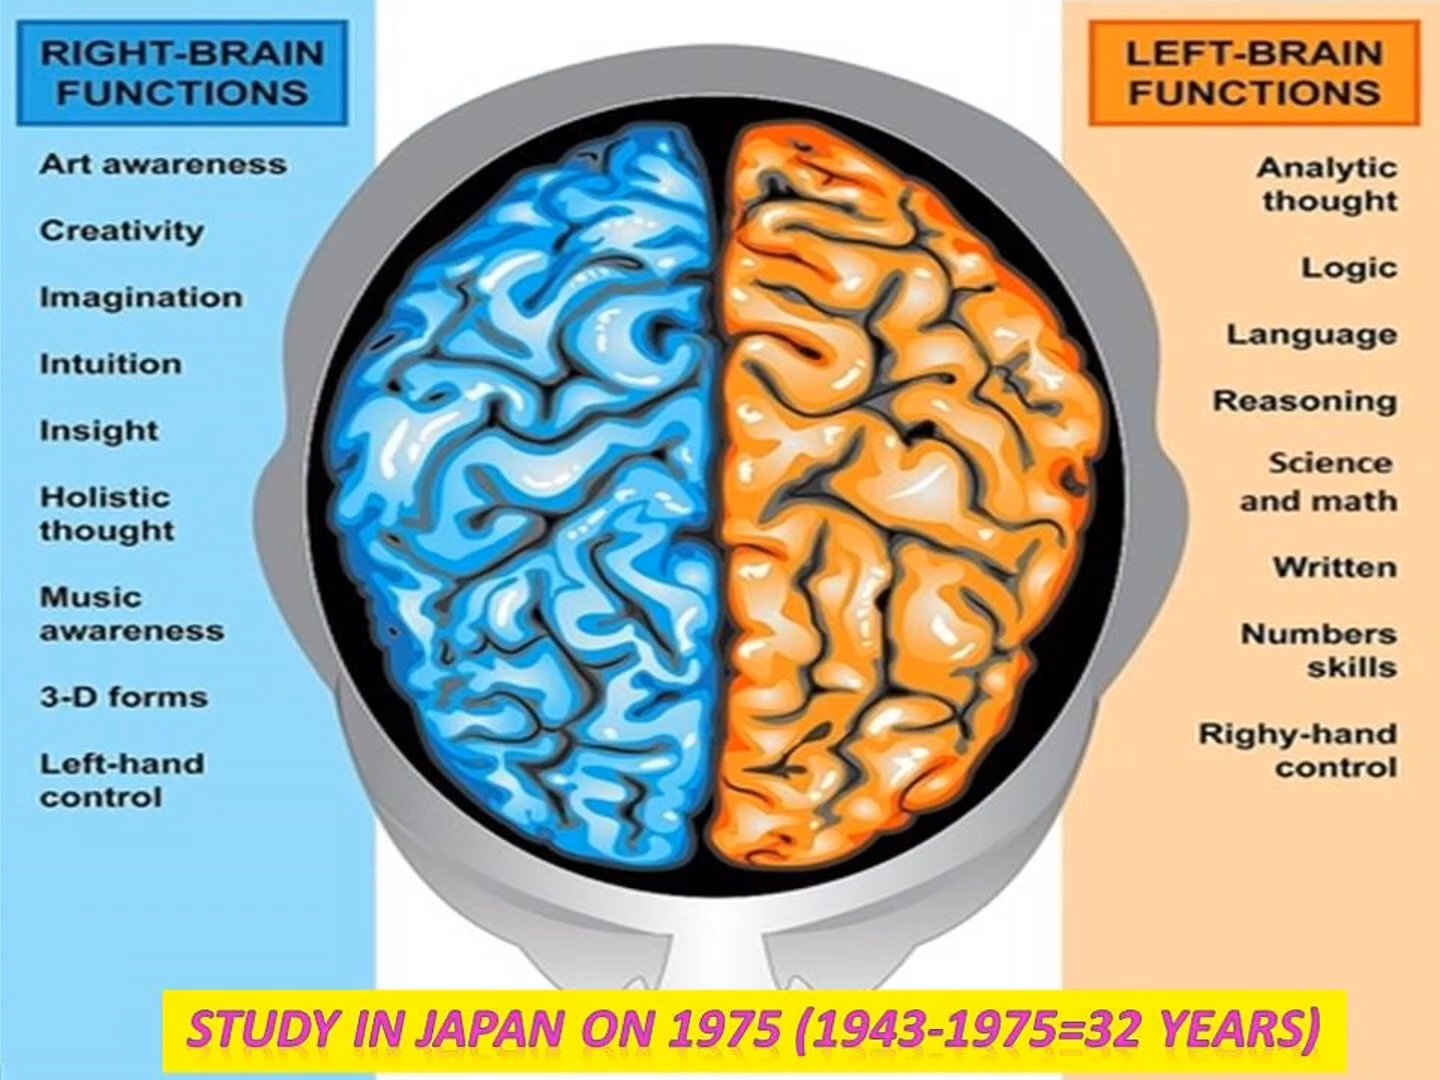 RIGHT-BRAIN
FUNCTIONS
Art awareness
Creativity
Imagination
Intuition
Insight
Holistic
thought
Music
awareness
3-D forms
Left-hand
control
LEFT-BRAIN
FUNCTIONS
Analytic
thought
Logic
Language
Reasoning
Science
and math
Written
Numbers
skills
Righy-hand
control
STUDY IN JAPAN ON 1975 (1943-1975=32 YEARS)